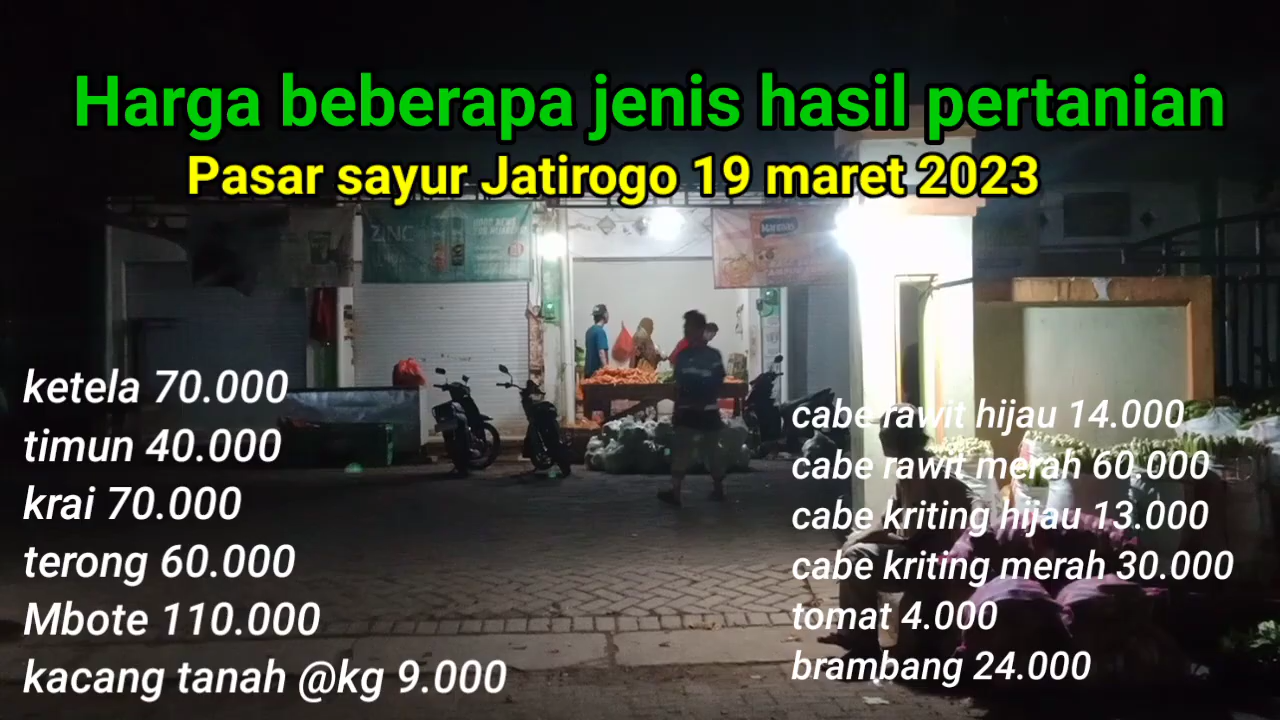 Harga beberapa jenis hasil pertanian
Pasar sayur Jatirogo 19 maret 2023
ZINC
ketela 70.000
timun 40.000
krai 70.000
terong 60.000
Mbote 110.000
kacang tanah @kg 9.000
cabe rawit hijau 14.000
cabe rawit merah 60.000
cabe kriting hijau 13.000
cabe kriting merah 30.000
tomat 4.000
brambang 24.000